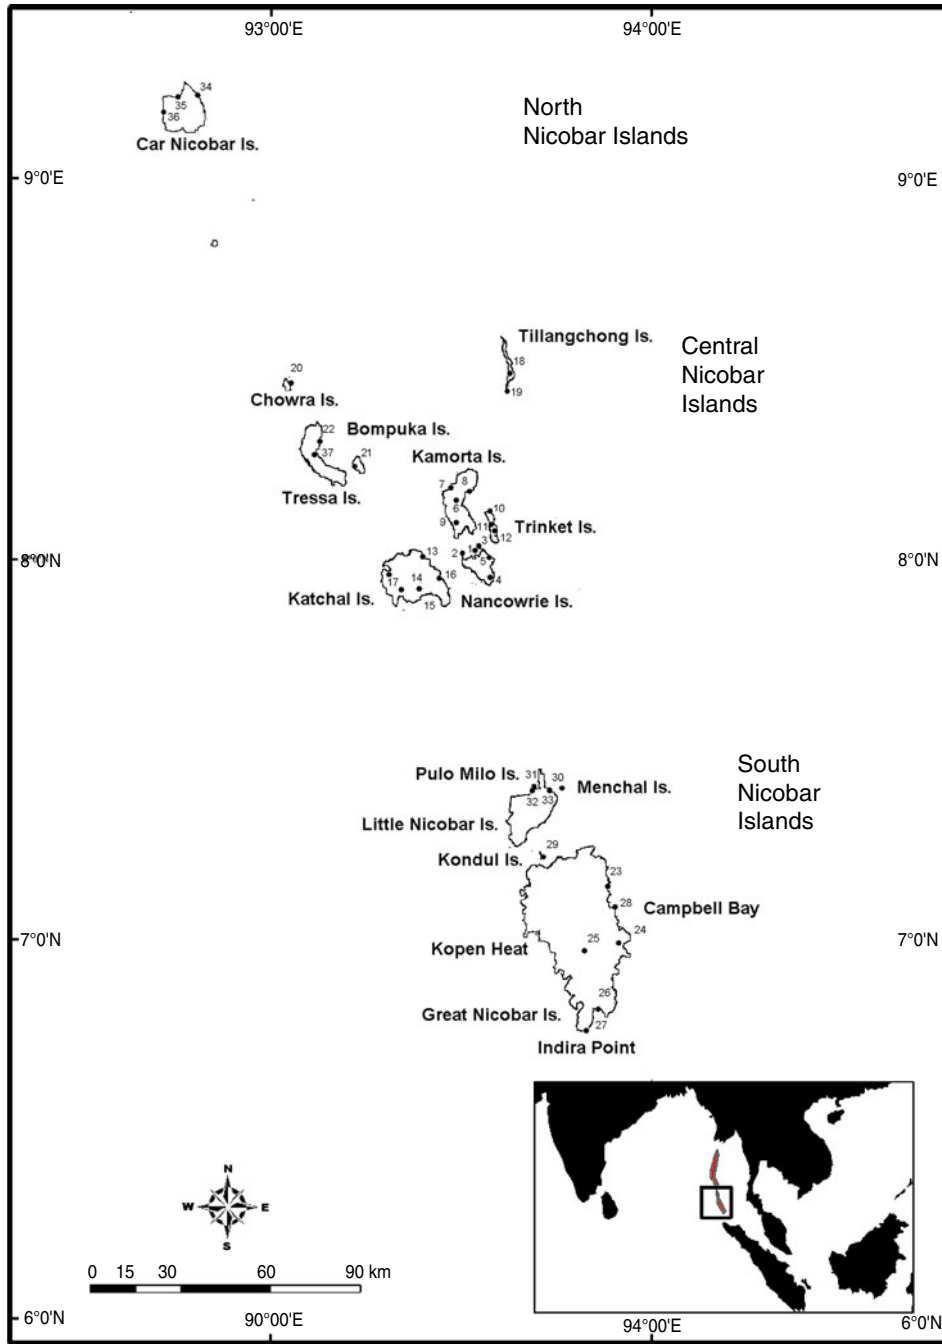 93°00'E
94°00'E
34
35
36
Car Nicobar Is.
North
Nicobar Islands
9°0'E
9°0'E
Tillangchong Is.
18
19
Central
Nicobar
Islands
20
Chowra Is.
22
Bompuka Is.
37
21
Tressa Is.
Kamorta Is.
7
8
6
9
10
11
12
Trinket Is.
3
2
1
5
4
8°0'N
8°0'N
13
17
14
16
15
Katchal Is.
Nancowrie Is.
South
Nicobar
Islands
Pulo Milo Is.
31
30
32
33
Menchal Is.
Little Nicobar Is.
29
Kondul Is.
23
28
Campbell Bay
24
25
7°0'N
7°0'N
Kopen Heat
26
Great Nicobar Is.
27
Indira Point
N
W
E
S
0 15 30 60 90 km
6°0'N
90°00'E
94°00'E
6°0'N